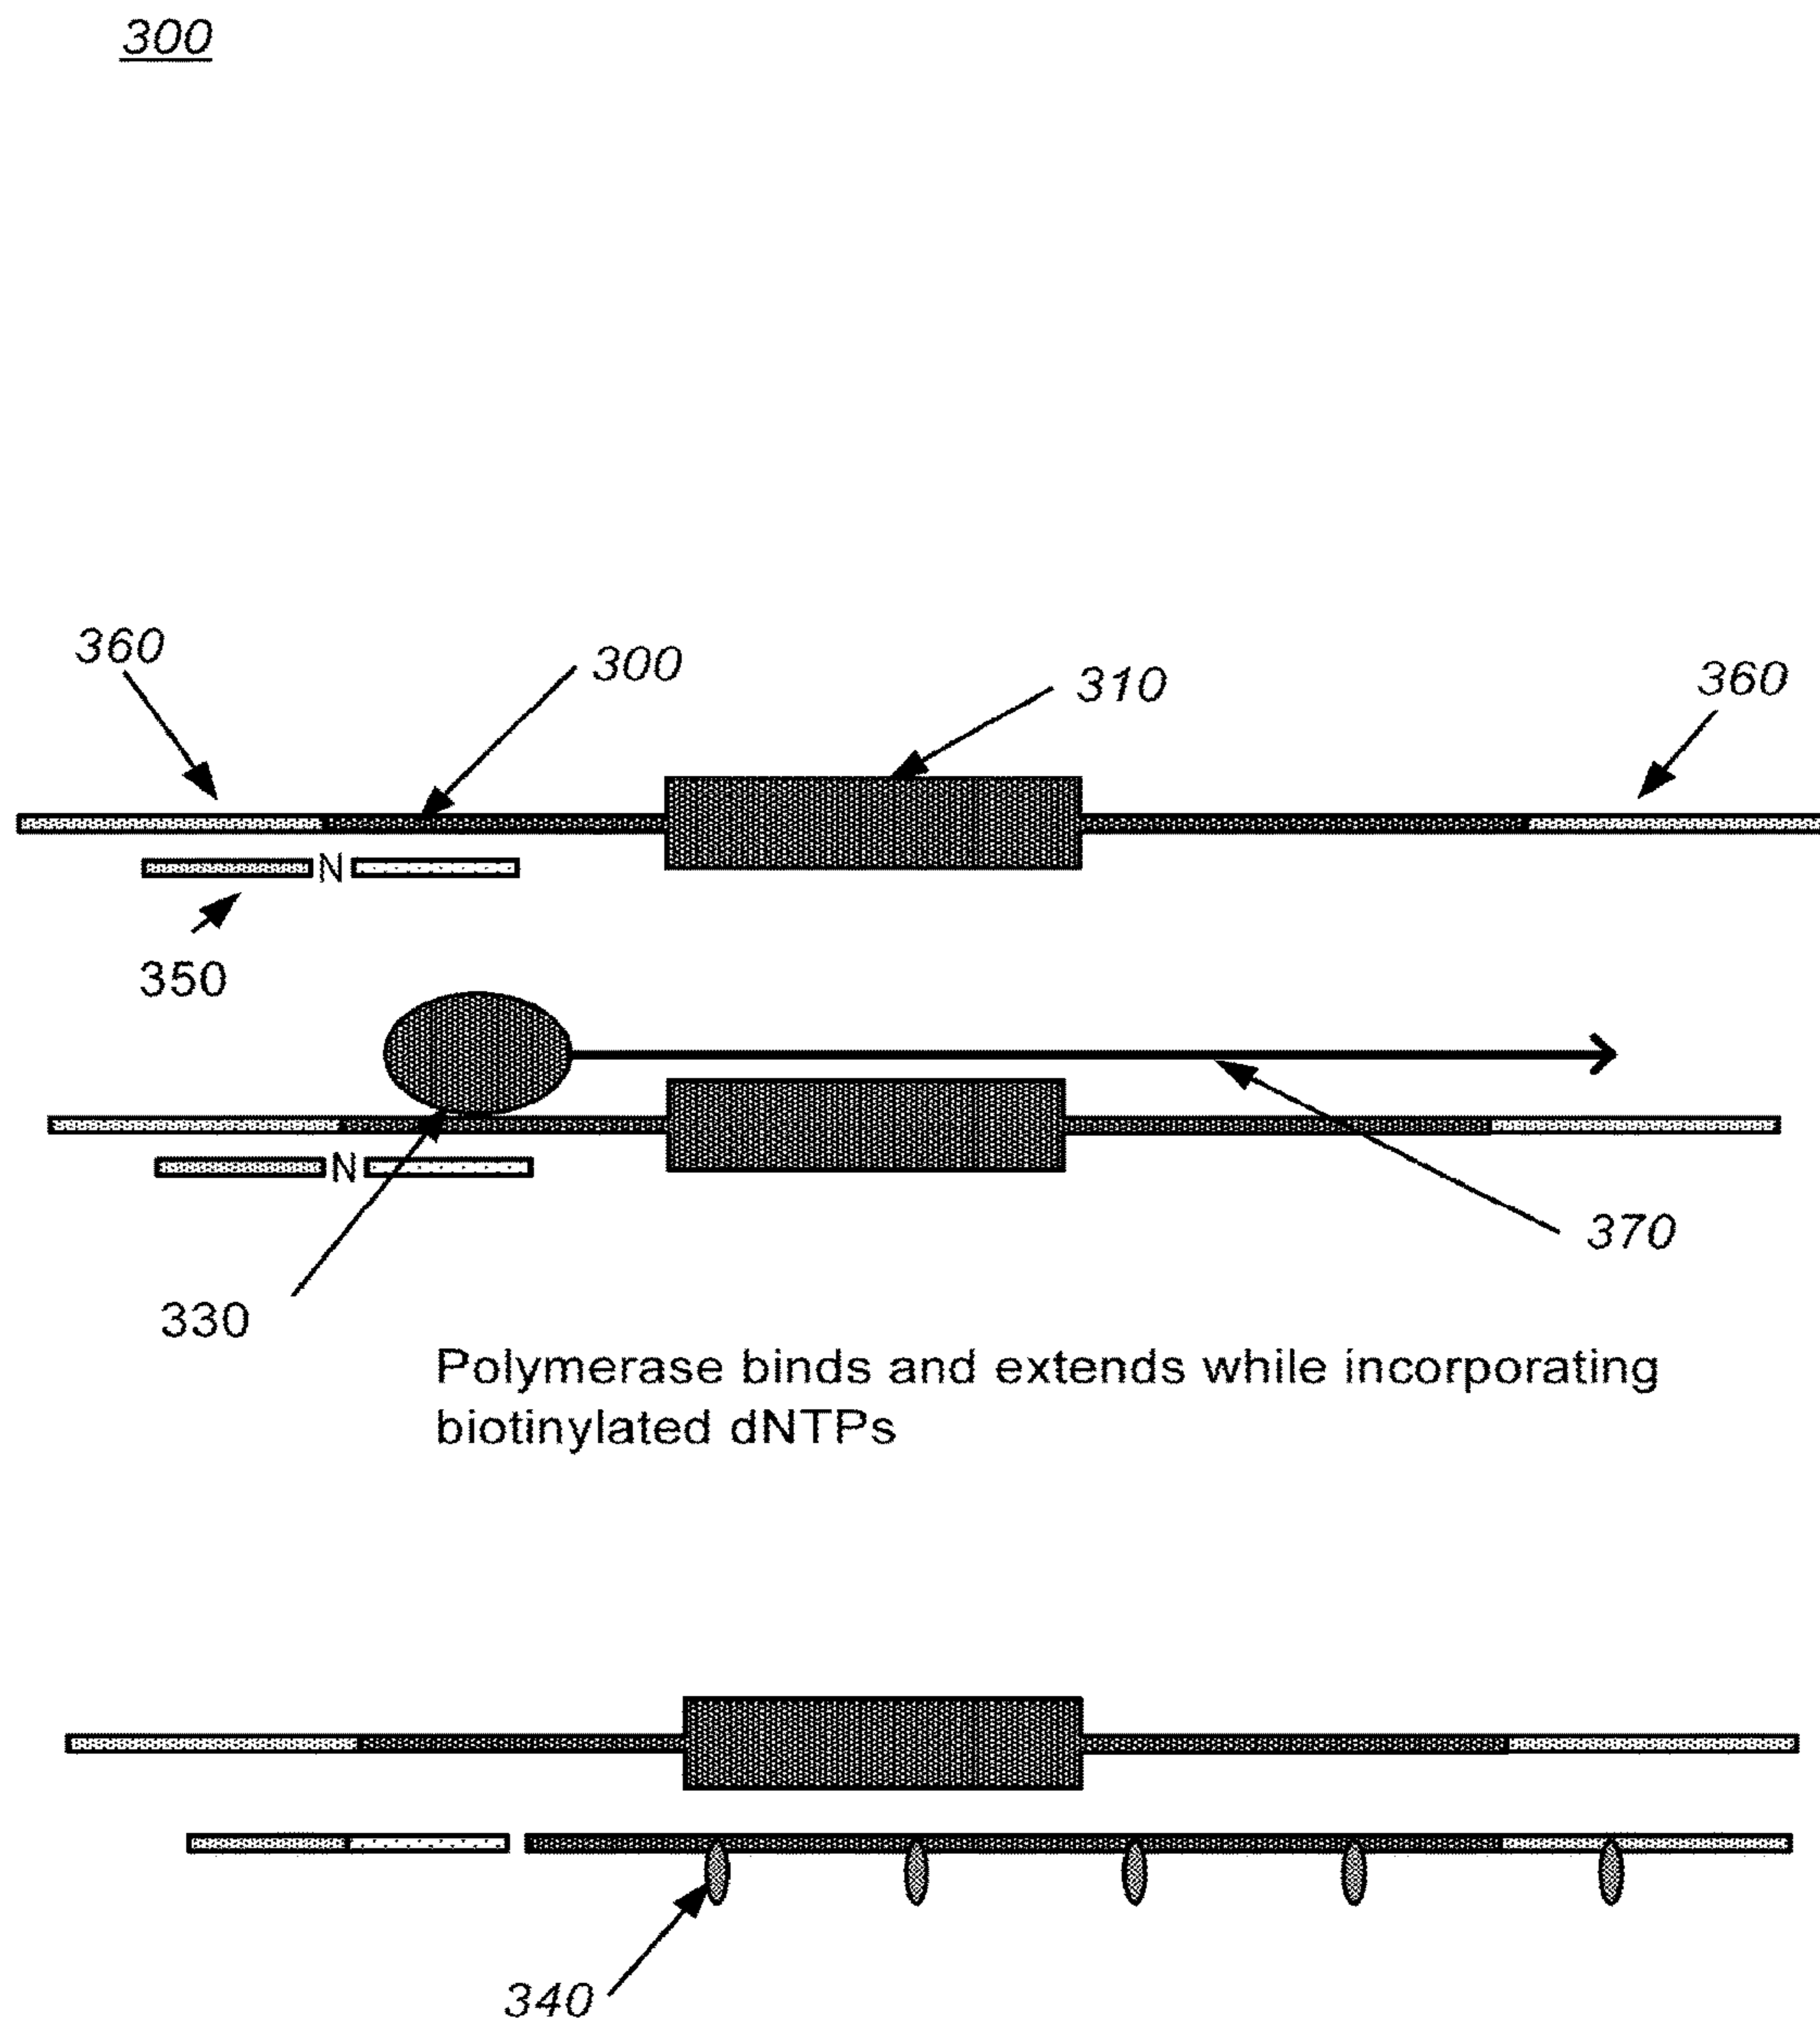 300
360
300
310
360
N
350
N
370
330
Polymerase binds and extends while incorporating
biotinylated dNTPs
340